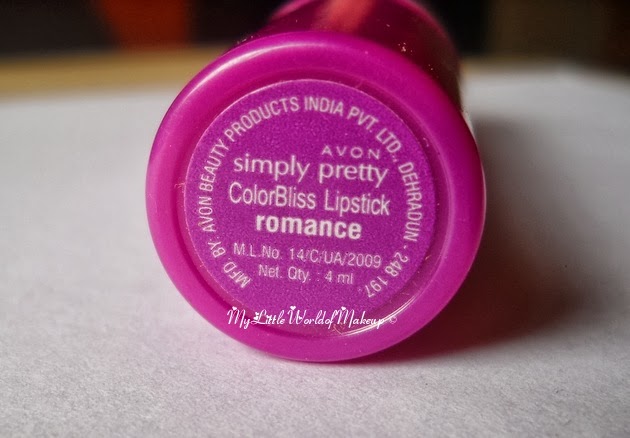 MFD. BY. AVON BEAUTY PRODUCTS INDIA PVT. LTD., DEHRADUN - 248 197.
AVON
simply pretty
ColorBliss Lipstick
romance
M.L.No. 14/C/UA/2009
Net. Qty. : 4 ml
My Little World of Makeup ©